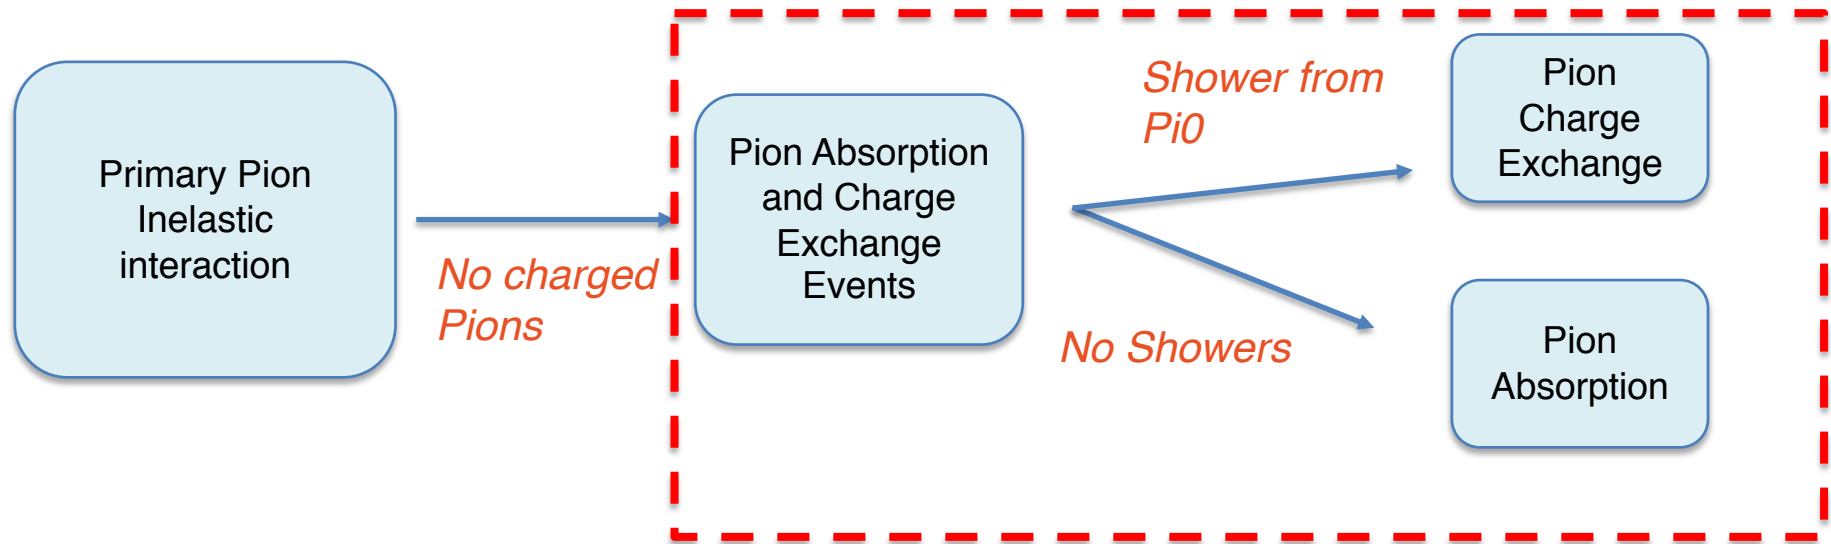 Primary Pion
Inelastic
interaction
No charged
Pions
Pion Absorption
and Charge
Exchange
Events
Shower from
Pi0
No Showers
Pion
Charge
Exchange
Pion
Absorption